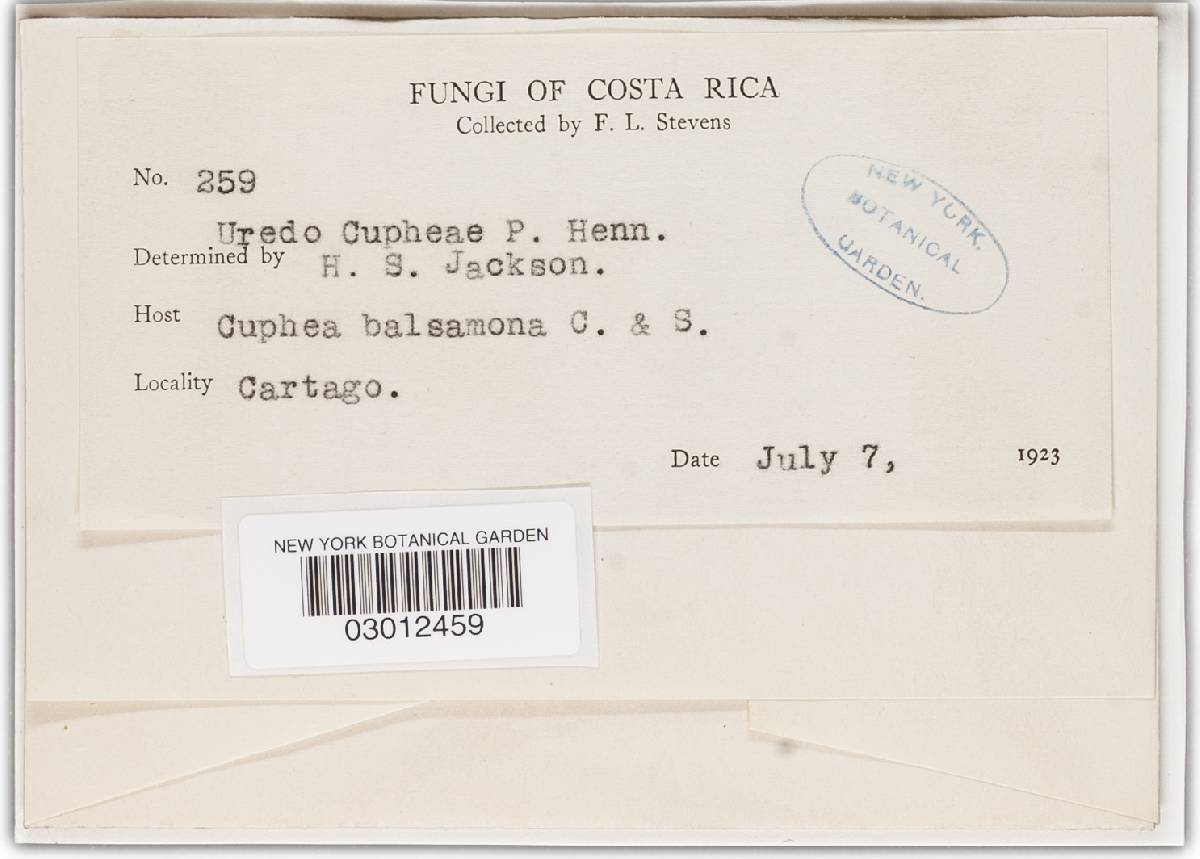 FUNGI OF COSTA RICA
Collected by F. L. Stevens
No. 259
Uredo Cupheae P. Henn.
Determined by H. S. Jackson.
Host Cuphea balsamona C. & S.
Locality Cartago.
Date July 7, 1923
NEW YORK
BOTANICAL
GARDEN.
NEW YORK BOTANICAL GARDEN
03012459